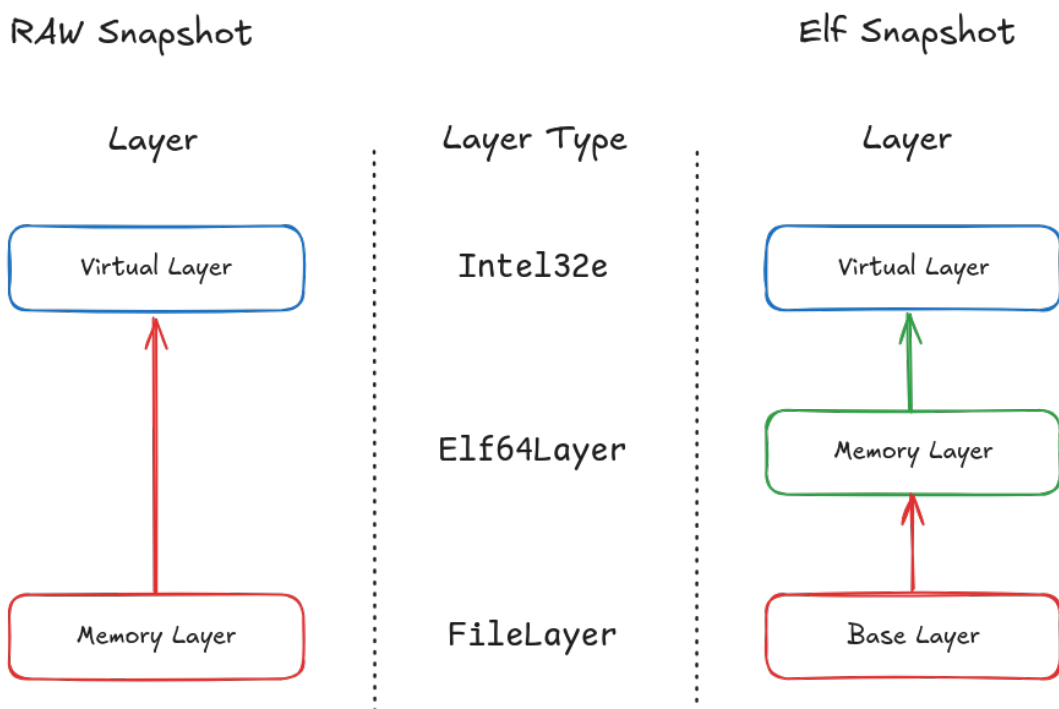 RAW Snapshot
Elf Snapshot
Layer
Layer Type
Layer
Virtual Layer
Intel32e
Virtual Layer
Elf64Layer
Memory Layer
Memory Layer
FileLayer
Base Layer